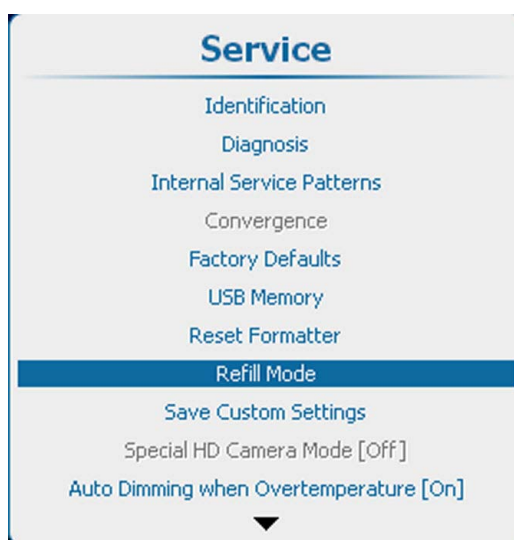 Service
Identification
Diagnosis
Internal Service Patterns
Convergence
Factory Defaults
USB Memory
Reset Formatter
Refill Mode
Save Custom Settings
Special HD Camera Mode [Off]
Auto Dimming when Overtemperature [On]